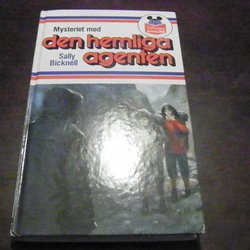 Mysteriet med
den hemliga
agenten
Sally
Bicknell